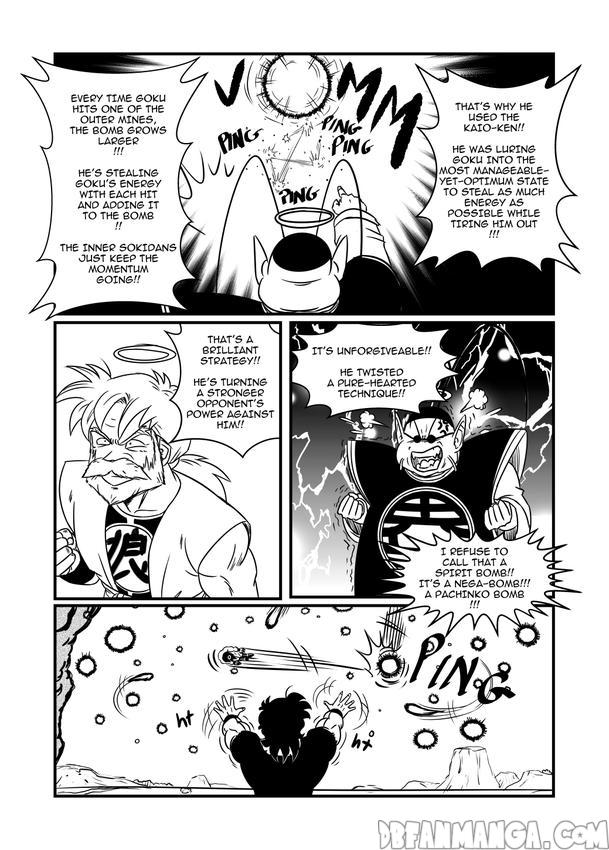 EVERY TIME GOKU
HITS ONE OF THE
OUTER MINES,
THE BOMB GROWS
LARGER
!!!
HE'S STEALING
GOKU'S ENERGY
WITH EACH HIT
AND ADDING
IT TO THE BOMB
!!
THE INNER SOKIDANS
JUST KEEP THE
MOMENTUM
GOING!!
VOMM
PING
PING
PING
PING
THAT'S WHY HE
USED THE
KAIO-KEN!!
HE WAS LURING
GOKU INTO THE
MOST MANAGEABLE-
YET-OPTIMUM STATE
TO STEAL AS MUCH
ENERGY AS
POSSIBLE WHILE
TIRING HIM OUT
!!!
THAT'S A
BRILLIANT
STRATEGY!!
HE'S TURNING
A STRONGER
OPPONENT'S
POWER AGAINST
HIM!!
狼
IT'S UNFORGIVEABLE!!
HE TWISTED
A PURE-HEARTED
TECHNIQUE!!
界
I REFUSE TO
CALL THAT A
SPIRIT BOMB!!
IT'S A NEGA-BOMB!!!
A PACHINKO BOMB
!!!
PING
ht
hx
DBFANMANGA.COM